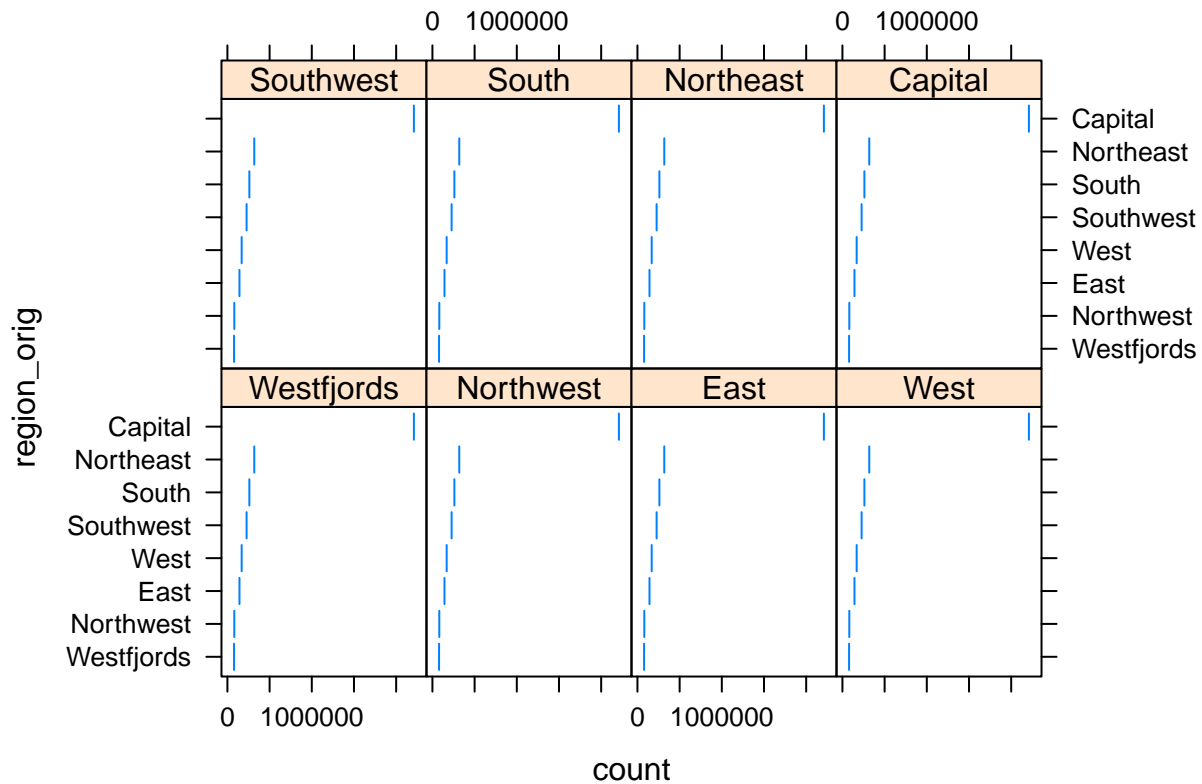 0 1000000 0 1000000
Southwest South Northeast Capital
Capital
Northeast
South
Southwest
West
East
Northwest
Westfjords
region_orig
Westfjords Northwest East West
Capital
Northeast
South
Southwest
West
East
Northwest
Westfjords
0 1000000 0 1000000
count